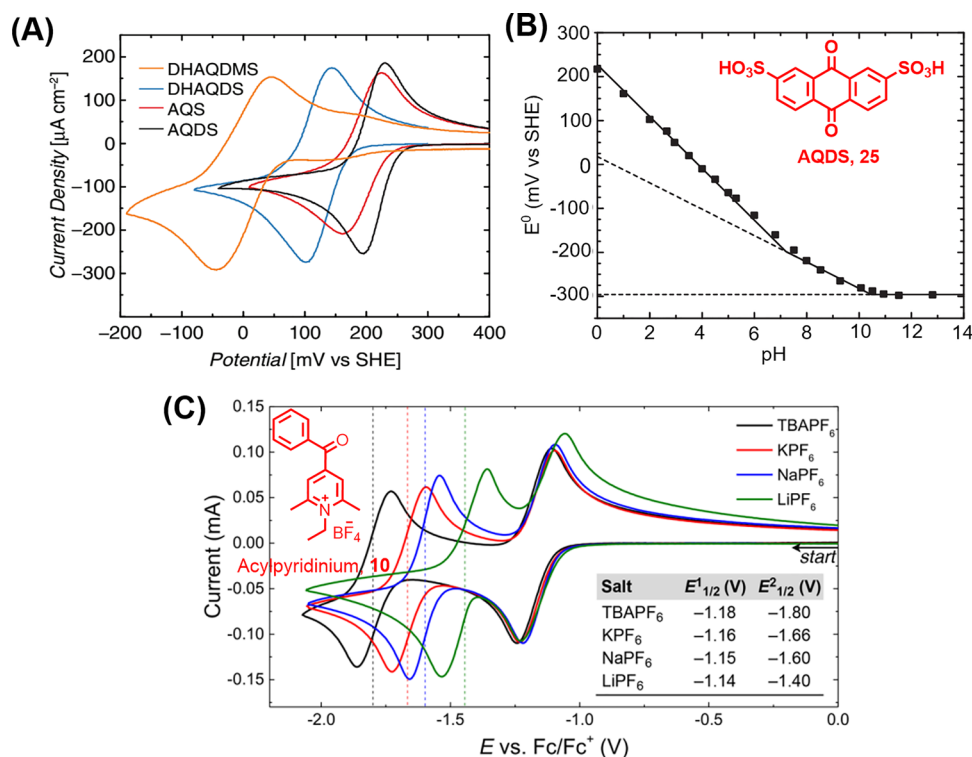 (A)
DHAQDMS
DHAQDS
AQS
AQDS
Current Density [µA cm⁻²]
200
100
0
−100
−200
−300
−200 −100 0 100 200 300 400
Potential [mV vs SHE]
(B)
HO₃S
O
O
SO₃H
AQDS, 25
E⁰ (mV vs SHE)
300
200
100
0
-100
-200
-300
0 2 4 6 8 10 12 14
pH
(C)
O
N
+
BF₄
−
Acylpyridinium 10
TBAPF₆
KPF₆
NaPF₆
LiPF₆
start
Current (mA)
0.15
0.10
0.05
0.00
-0.05
-0.10
-0.15
Salt E¹₁/₂ (V) E²₁/₂ (V)
TBAPF₆ −1.18 −1.80
KPF₆ −1.16 −1.66
NaPF₆ −1.15 −1.60
LiPF₆ −1.14 −1.40
-2.0 -1.5 -1.0 -0.5 0.0
E vs. Fc/Fc⁺ (V)